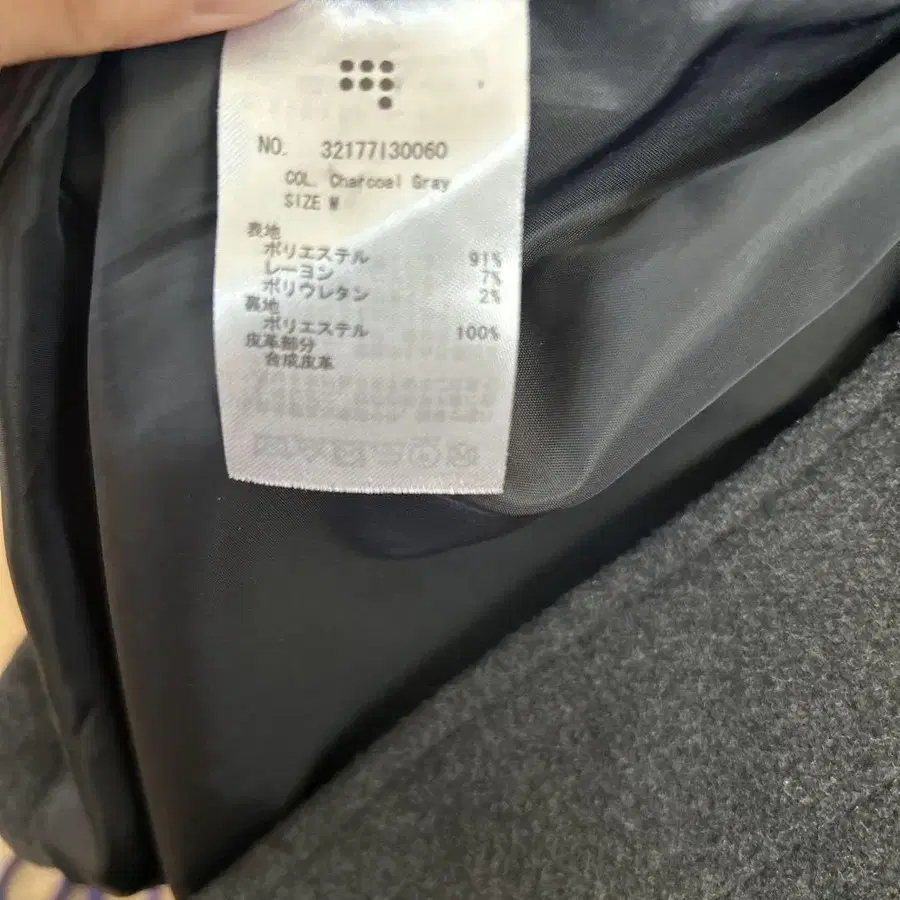 NO. 32177130060
COL. Charcoal Gray
SIZE M
表地
ポリエステル 91%
レーヨン 7%
ポリウレタン 2%
裏地
ポリエステル 100%
皮革部分
合成皮革